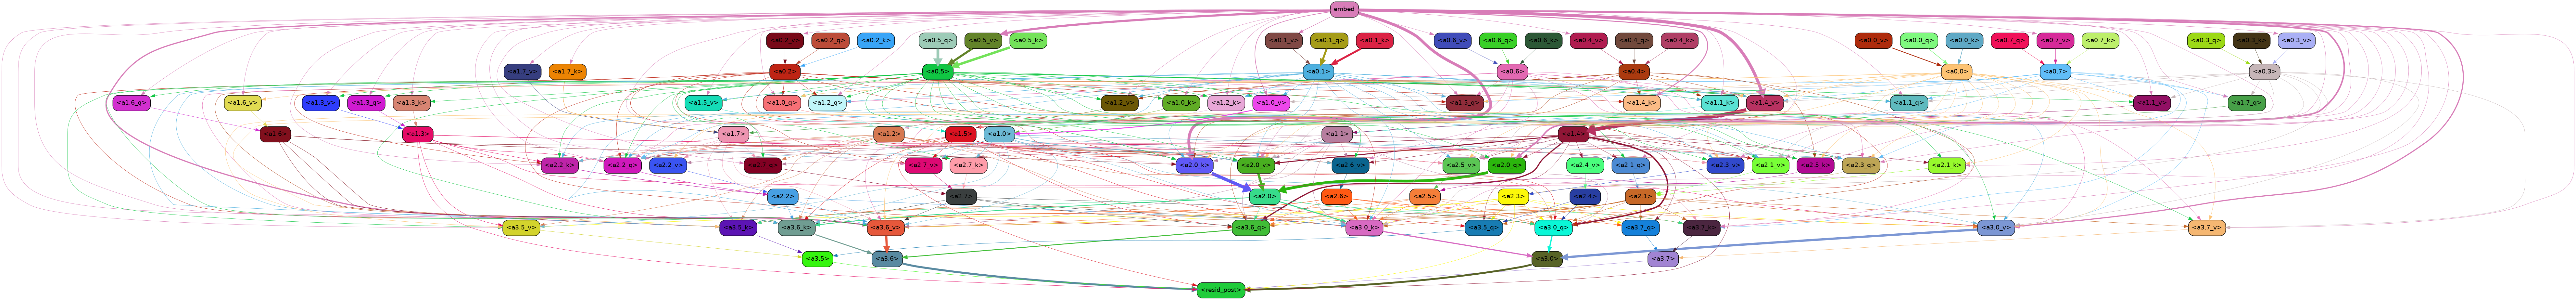 embed
<a0.2_v> <a0.2_q> <a0.2_k> <a0.5_q> <a0.5_v> <a0.5_k> <a0.1_v> <a0.1_q> <a0.1_k> <a0.6_v> <a0.6_q> <a0.6_k> <a0.4_v> <a0.4_q> <a0.4_k> <a0.0_v> <a0.0_q> <a0.0_k> <a0.7_q> <a0.7_v> <a0.7_k> <a0.3_q> <a0.3_k> <a0.3_v>
<a1.7_v> <a1.7_k> <a0.2> <a0.5> <a0.1> <a0.6> <a0.4> <a0.0> <a0.7> <a0.3>
<a1.6_q> <a1.6_v> <a1.3_v> <a1.3_q> <a1.3_k> <a1.5_v> <a1.0_q> <a1.2_q> <a1.2_v> <a1.0_k> <a1.2_k> <a1.0_v> <a1.5_q> <a1.4_k> <a1.1_k> <a1.4_v> <a1.1_q> <a1.1_v> <a1.7_q>
<a1.6> <a1.3> <a1.7> <a1.2> <a1.5> <a1.0> <a1.1> <a1.4>
<a2.2_k> <a2.2_q> <a2.2_v> <a2.7_q> <a2.7_v> <a2.7_k> <a2.0_k> <a2.0_v> <a2.6_v> <a2.5_v> <a2.0_q> <a2.4_v> <a2.1_q> <a2.3_v> <a2.1_v> <a2.5_k> <a2.3_q> <a2.1_k>
<a2.2> <a2.7> <a2.0> <a2.6> <a2.5> <a2.3> <a2.4> <a2.1>
<a3.5_v> <a3.5_k> <a3.6_k> <a3.6_v> <a3.6_q> <a3.0_k> <a3.5_q> <a3.0_q> <a3.7_q> <a3.7_k> <a3.0_v> <a3.7_v>
<a3.5> <a3.6> <a3.0> <a3.7>
<resid_post>